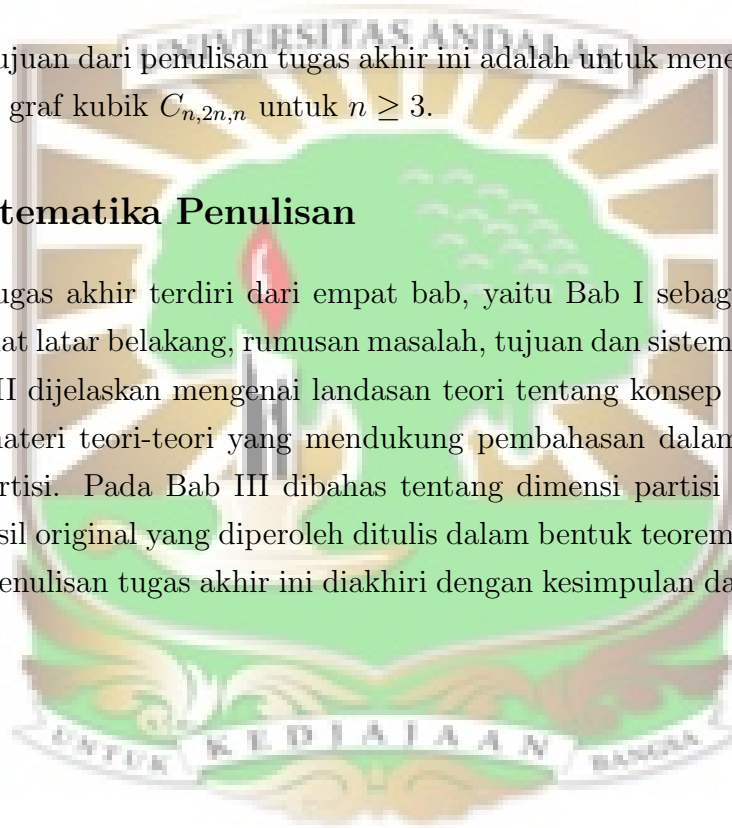 UNIVERSITAS ANDALAS
ujuan dari penulisan tugas akhir ini adalah untuk mene
graf kubik $C_{n,2n,n}$ untuk $n \geq 3$.
tematika Penulisan
ugas akhir terdiri dari empat bab, yaitu Bab I sebag
at latar belakang, rumusan masalah, tujuan dan sistem
II dijelaskan mengenai landasan teori tentang konsep
nateri teori-teori yang mendukung pembahasan dalam
rtisi. Pada Bab III dibahas tentang dimensi partisi
sil original yang diperoleh ditulis dalam bentuk teorem
penulisan tugas akhir ini diakhiri dengan kesimpulan da
UNTUK KEDJAJAAN BANGSA